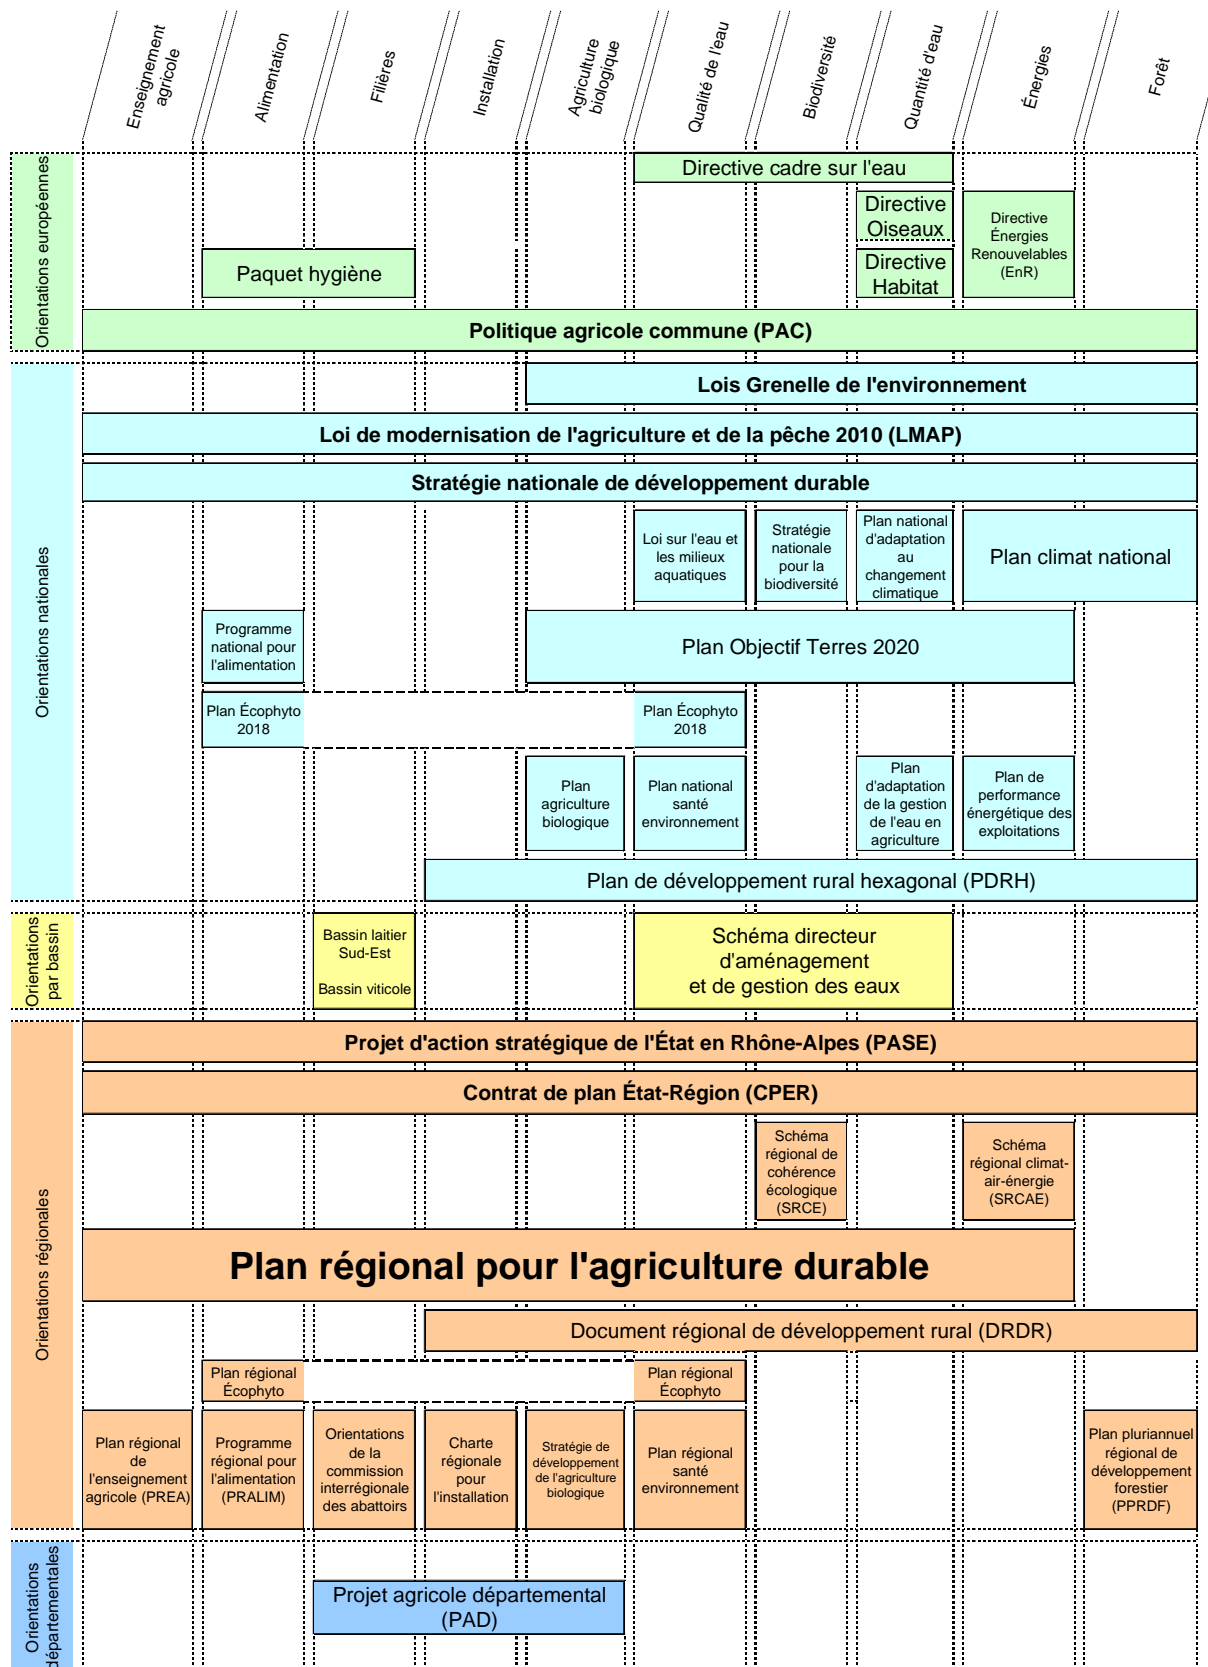 Enseignement
agricole
Alimentation
Filières
Installation
Agriculture
biologique
Qualité de l'eau
Biodiversité
Quantité d'eau
Énergies
Forêt
Orientations européennes
Directive cadre sur l'eau
Directive
Oiseaux
Directive
Énergies
Renouvelables
(EnR)
Paquet hygiène
Directive
Habitat
Politique agricole commune (PAC)
Orientations nationales
Lois Grenelle de l'environnement
Loi de modernisation de l'agriculture et de la pêche 2010 (LMAP)
Stratégie nationale de développement durable
Loi sur l'eau et
les milieux
aquatiques
Stratégie
nationale
pour la
biodiversité
Plan national
d'adaptation
au
changement
climatique
Plan climat national
Programme
national pour
l'alimentation
Plan Objectif Terres 2020
Plan Écophyto
2018
Plan Écophyto
2018
Plan
agriculture
biologique
Plan national
santé
environnement
Plan
d'adaptation
de la gestion
de l'eau en
agriculture
Plan de
performance
énergétique des
exploitations
Plan de développement rural hexagonal (PDRH)
Orientations
par bassin
Bassin laitier
Sud-Est
Bassin viticole
Schéma directeur
d'aménagement
et de gestion des eaux
Orientations régionales
Projet d'action stratégique de l'État en Rhône-Alpes (PASE)
Contrat de plan État-Région (CPER)
Schéma
régional de
cohérence
écologique
(SRCE)
Schéma
régional climat-
air-énergie
(SRCAE)
Plan régional pour l'agriculture durable
Document régional de développement rural (DRDR)
Plan régional
Écophyto
Plan régional
Écophyto
Plan régional
de
l'enseignement
agricole (PREA)
Programme
régional pour
l'alimentation
(PRALIM)
Orientations
de la
commission
interrégionale
des abattoirs
Charte
régionale
pour
l'installation
Stratégie de
développement
de l'agriculture
biologique
Plan régional
santé
environnement
Plan pluriannuel
régional de
développement
forestier
(PPRDF)
Orientations
départementales
Projet agricole départemental
(PAD)